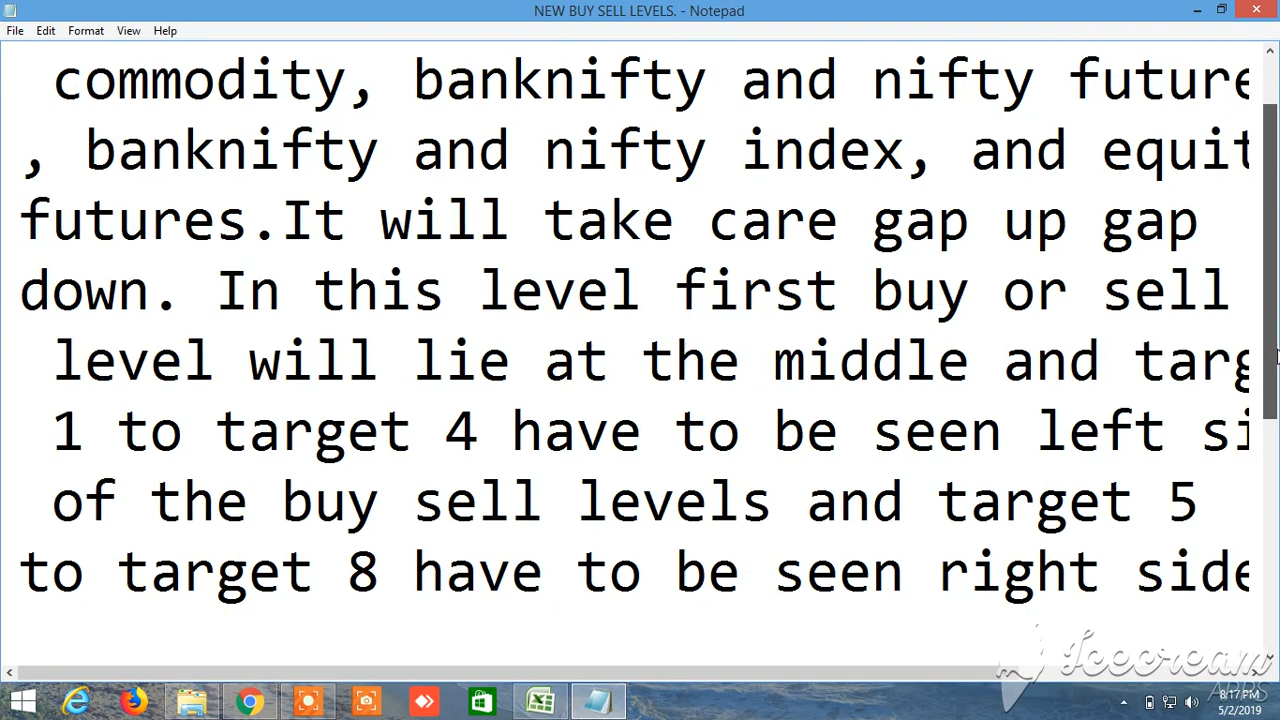 NEW BUY SELL LEVELS. - Notepad
File Edit Format View Help
commodity, banknifty and nifty future
, banknifty and nifty index, and equit
futures.It will take care gap up gap
down. In this level first buy or sell
level will lie at the middle and targ
1 to target 4 have to be seen left si
of the buy sell levels and target 5
to target 8 have to be seen right side
Icecream
APPS
8:17 PM
5/2/2019